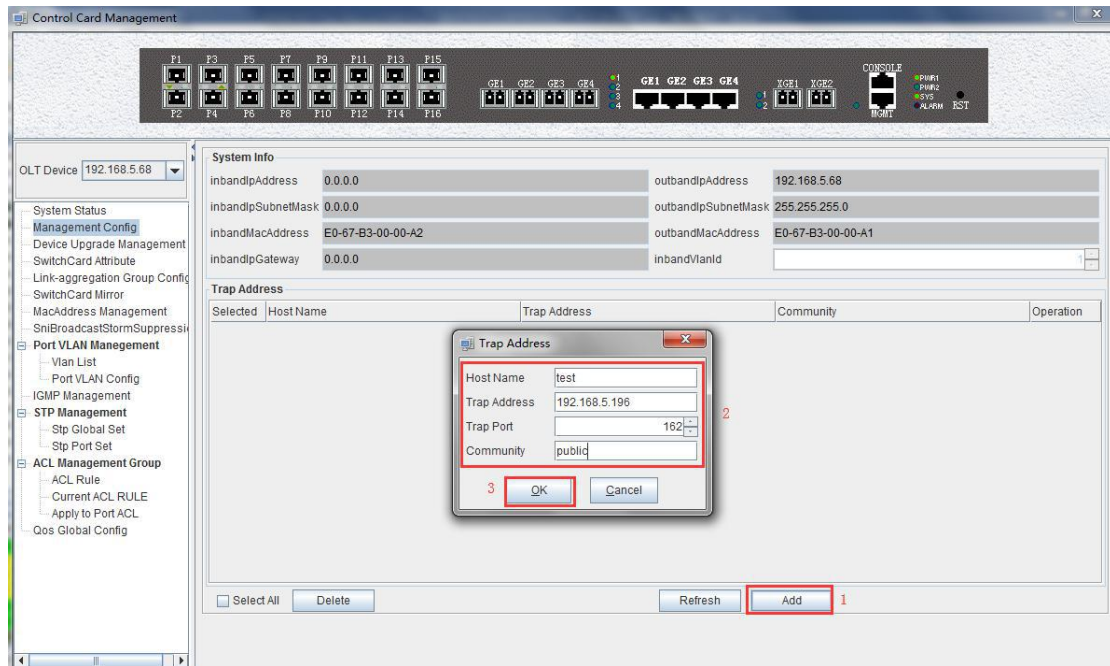 Control Card Management
X
P1 P3 P5 P7 P9 P11 P13 P15
P2 P4 P6 P8 P10 P12 P14 P16
GE1 GE2 GE3 GE4
1
2
3
4
GE1 GE2 GE3 GE4
1
2
XGE1 XGE2
CONSOLE
MGMT
PWR1
PWR2
SYS
ALARM
RST
OLT Device 192.168.5.68
System Status
Management Config
Device Upgrade Management
SwitchCard Attribute
Link-aggregation Group Config
SwitchCard Mirror
MacAddress Management
SniBroadcastStormSuppressi
Port VLAN Manegement
Vlan List
Port VLAN Config
IGMP Management
STP Management
Stp Global Set
Stp Port Set
ACL Management Group
ACL Rule
Current ACL RULE
Apply to Port ACL
Qos Global Config
System Info
inbandIpAddress 0.0.0.0 outbandIpAddress 192.168.5.68
inbandIpSubnetMask 0.0.0.0 outbandIpSubnetMask 255.255.255.0
inbandMacAddress E0-67-B3-00-00-A2 outbandMacAddress E0-67-B3-00-00-A1
inbandIpGateway 0.0.0.0 inbandVlanId 1
Trap Address
Selected Host Name Trap Address Community Operation
Trap Address
X
Host Name test
Trap Address 192.168.5.196
Trap Port 162
Community public
2
3 OK Cancel
Select All Delete Refresh Add 1